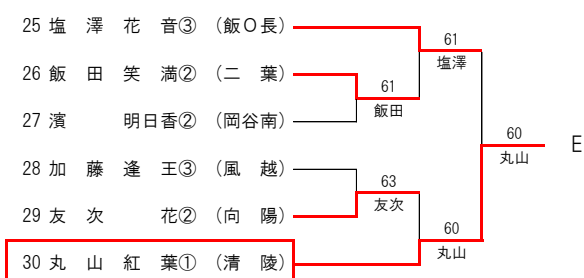 25 塩 澤 花 音③ (飯O長)
61
塩澤
26 飯 田 笑 満② (二 葉)
61
飯田
27 濱 明日香② (岡谷南)
60
丸山
E
28 加 藤 逢 王③ (風 越)
63
友次
29 友 次 花② (向 陽)
60
丸山
30 丸 山 紅 葉① (清 陵)